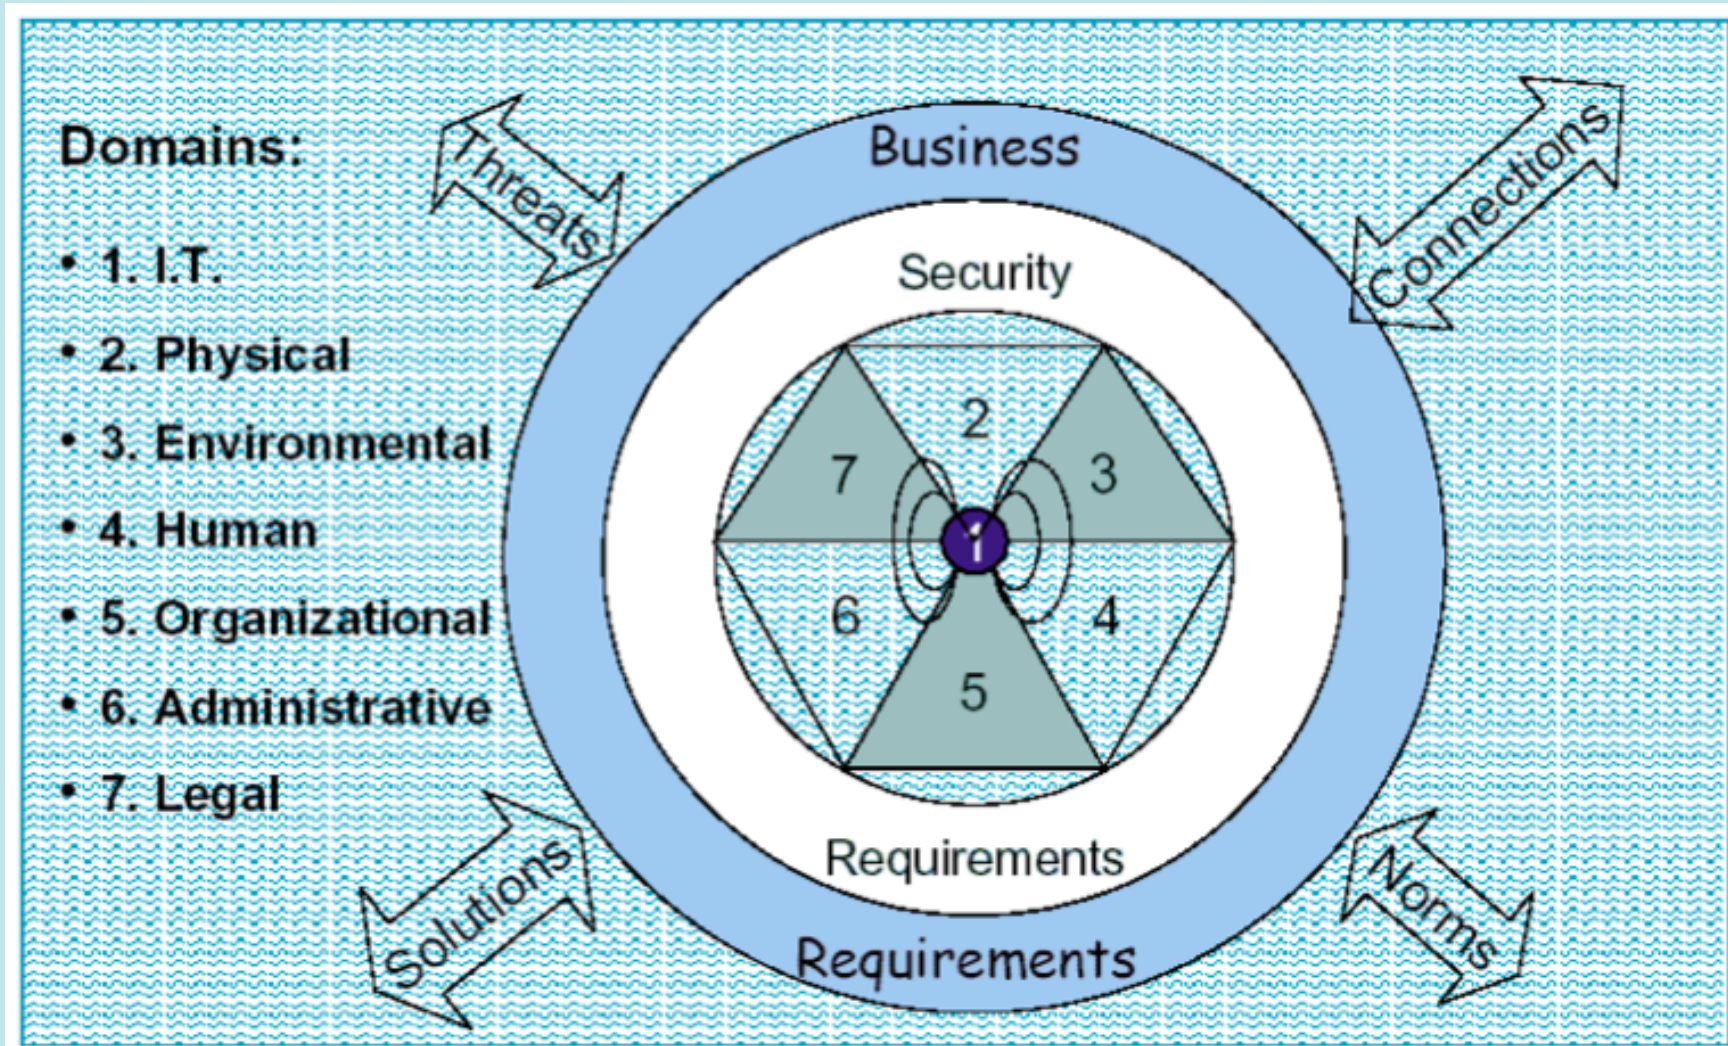 Domains:
• 1. I.T.
• 2. Physical
• 3. Environmental
• 4. Human
• 5. Organizational
• 6. Administrative
• 7. Legal
Threats
Connections
Business
Security
2
7
3
1
6
4
5
Requirements
Requirements
Solutions
Norms